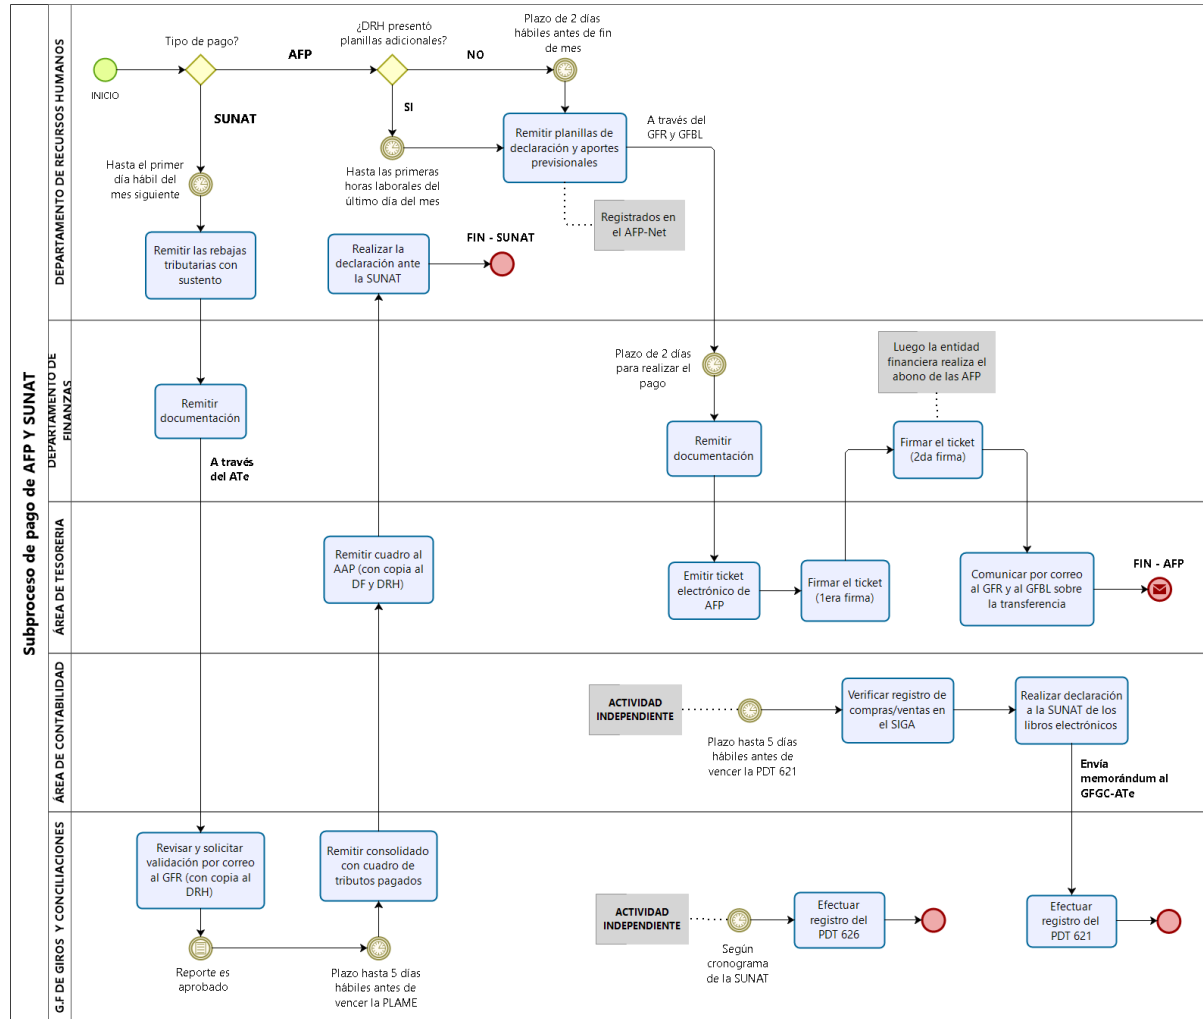 Subproceso de pago de AFP Y SUNAT
DEPARTAMENTO DE RECURSOS HUMANOS
INICIO
Tipo de pago?
AFP
SUNAT
¿DRH presentó
planillas adicionales?
NO
SI
Plazo de 2 días
hábiles antes de fin
de mes
Hasta el primer
día hábil del
mes siguiente
Hasta las primeras
horas laborales del
último día del mes
Remitir planillas de
declaración y aportes
previsionales
A través del
GFR y GFBL
Registrados en
el AFP-Net
Remitir las rebajas
tributarias con
sustento
Realizar la
declaración ante
la SUNAT
FIN - SUNAT
DEPARTAMENTO DE
FINANZAS
Remitir
documentación
A través
del ATe
Plazo de 2 días
para realizar el
pago
Remitir
documentación
Luego la entidad
financiera realiza el
abono de las AFP
Firmar el ticket
(2da firma)
ÁREA DE TESORERIA
Remitir cuadro al
AAP (con copia al
DF y DRH)
Emitir ticket
electrónico de
AFP
Firmar el ticket
(1era firma)
Comunicar por correo
al GFR y al GFBL sobre
la transferencia
FIN - AFP
ÁREA DE CONTABILIDAD
ACTIVIDAD
INDEPENDIENTE
Plazo hasta 5 días
hábiles antes de
vencer la PDT 621
Verificar registro de
compras/ventas en
el SIGA
Realizar declaración
a la SUNAT de los
libros electrónicos
Envía
memorándum al
GFGC-ATe
G.F DE GIROS Y CONCILIACIONES
Revisar y solicitar
validación por correo
al GFR (con copia al
DRH)
Reporte es
aprobado
Remitir consolidado
con cuadro de
tributos pagados
Plazo hasta 5 días
hábiles antes de
vencer la PLAME
ACTIVIDAD
INDEPENDIENTE
Según
cronograma
de la SUNAT
Efectuar
registro del
PDT 626
Efectuar
registro del
PDT 621